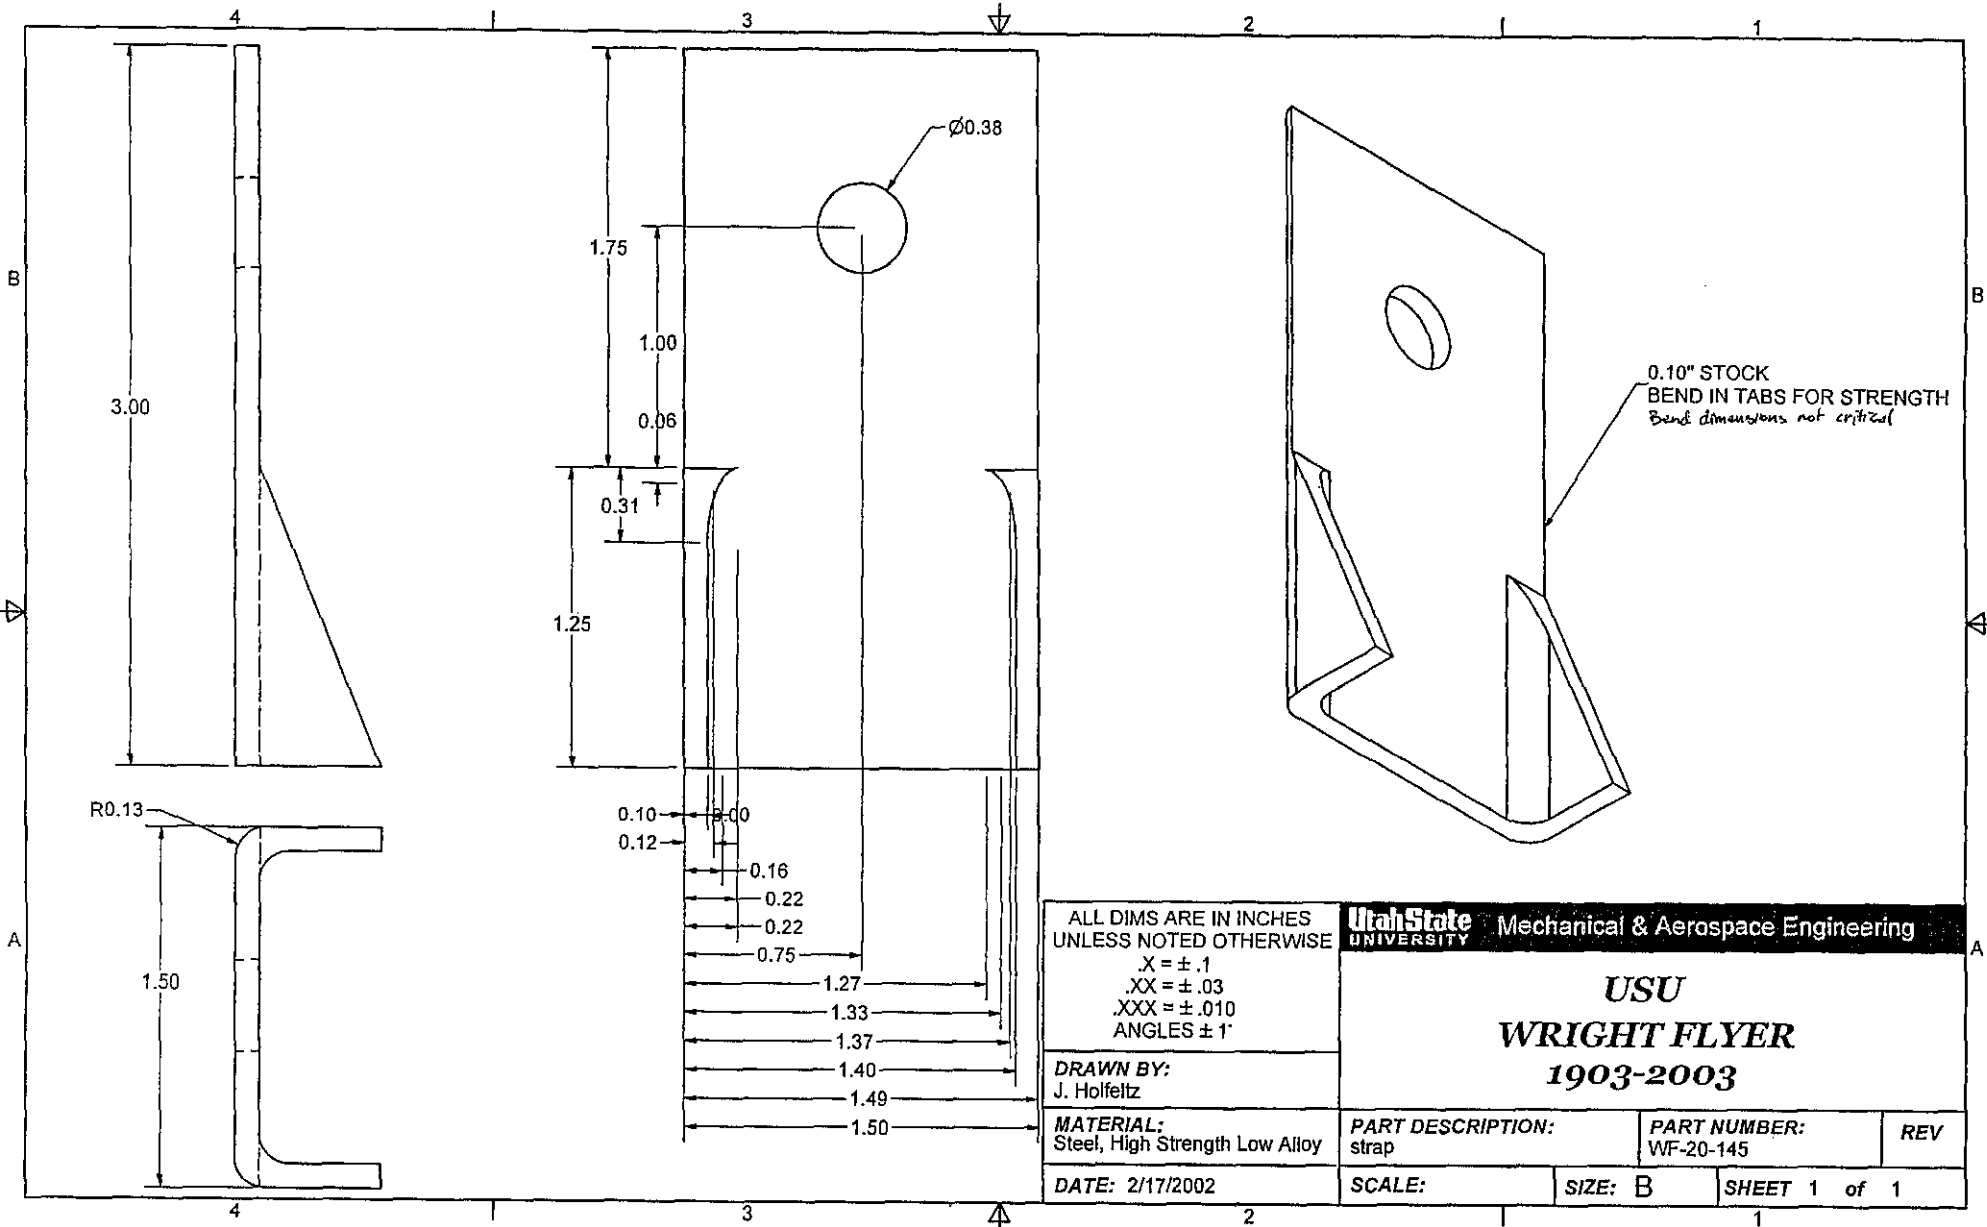 4 3 2 1
B
B
A
A
3.00
1.75
1.00
0.06
0.31
1.25
Ø0.38
R0.13
1.50
0.10
0.00
0.12
0.16
0.22
0.22
0.75
1.27
1.33
1.37
1.40
1.49
1.50
0.10" STOCK
BEND IN TABS FOR STRENGTH
Bend dimensions not critical
ALL DIMS ARE IN INCHES
UNLESS NOTED OTHERWISE
.X = ± .1
.XX = ± .03
.XXX = ± .010
ANGLES ± 1°
DRAWN BY:
J. Holfeltz
MATERIAL:
Steel, High Strength Low Alloy
DATE: 2/17/2002
UtahState
UNIVERSITY
Mechanical & Aerospace Engineering
USU
WRIGHT FLYER
1903-2003
PART DESCRIPTION:
strap
PART NUMBER:
WF-20-145
REV
SCALE:
SIZE: B
SHEET 1 of 1
4 3 2 1